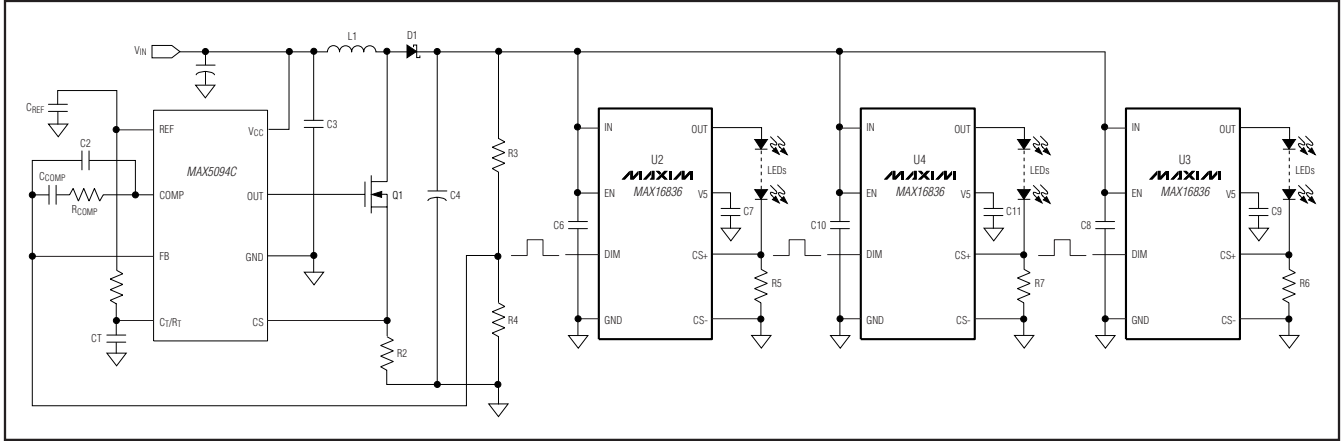 VIN
L1
D1
CREF
REF
VCC
C3
C2
MAX5094C
CCOMP
RCOMP
COMP
OUT
Q1
C4
R3
FB
GND
CT/RT
CS
CT
R2
R4
IN
OUT
U2
MAXIM
MAX16836
LEDs
EN
V5
C7
C6
DIM
CS+
R5
GND
CS-
IN
OUT
U4
MAXIM
MAX16836
LEDs
EN
V5
C11
C10
DIM
CS+
R7
GND
CS-
IN
OUT
U3
MAXIM
MAX16836
LEDs
EN
V5
C9
C8
DIM
CS+
R6
GND
CS-